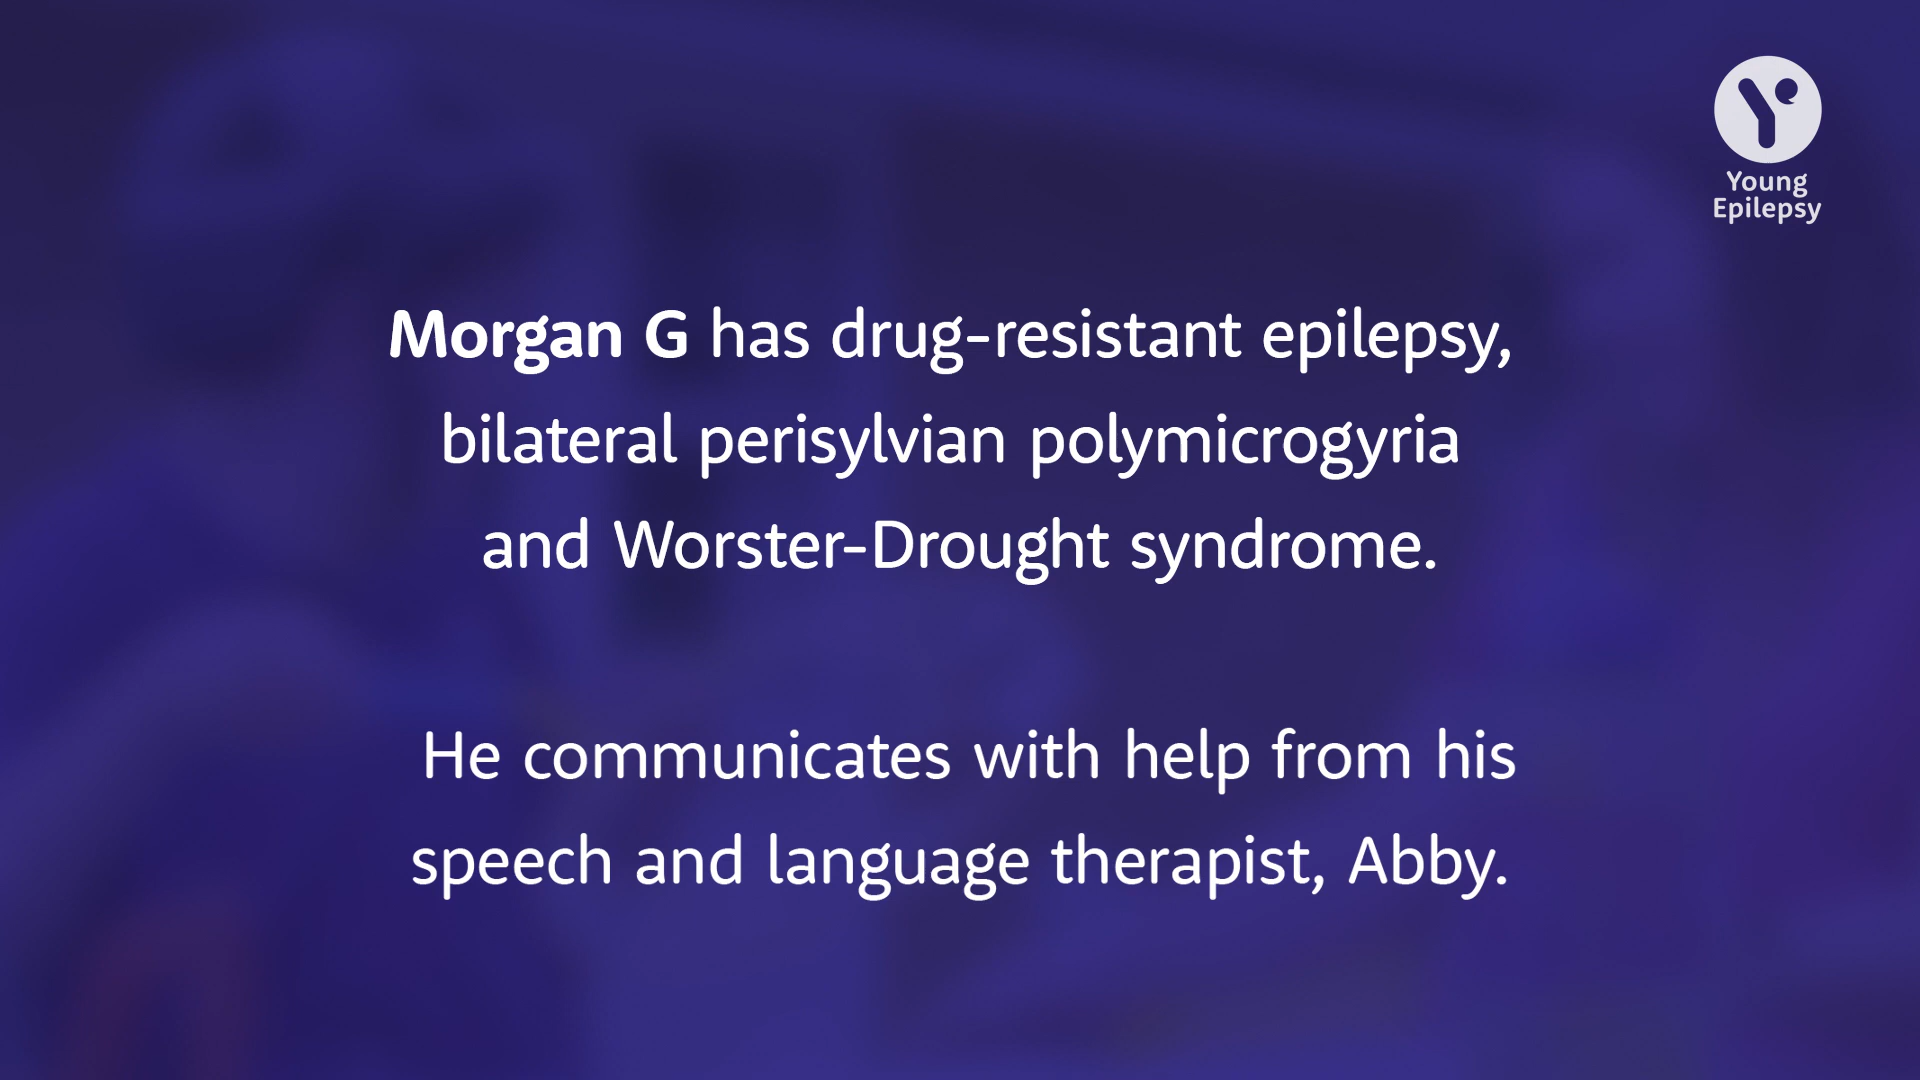 Young
Epilepsy
Morgan G has drug-resistant epilepsy,
bilateral perisylvian polymicrogyria
and Worster-Drought syndrome.
He communicates with help from his
speech and language therapist, Abby.